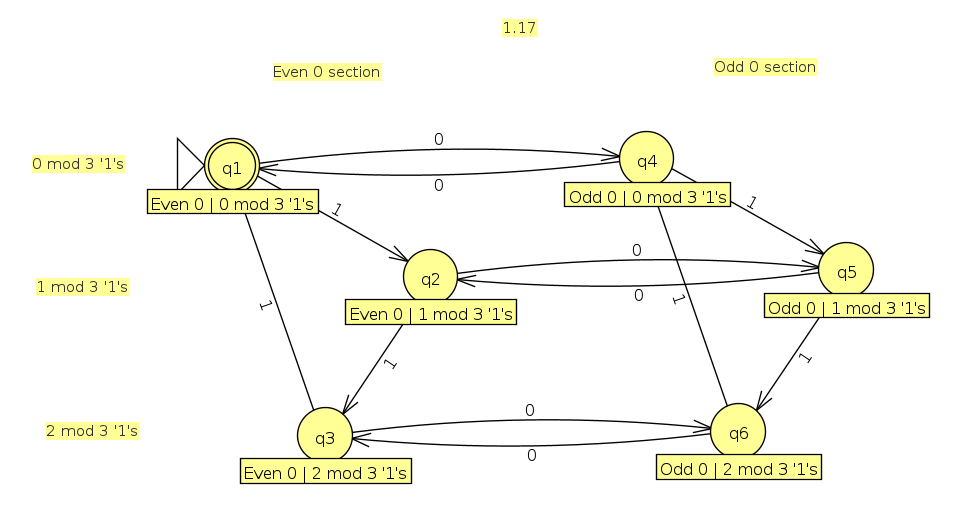 1.17
Even 0 section
Odd 0 section
0 mod 3 '1's
q1
Even 0 | 0 mod 3 '1's
0
0
q4
Odd 0 | 0 mod 3 '1's
1
1
1 mod 3 '1's
q2
Even 0 | 1 mod 3 '1's
0
0
q5
Odd 0 | 1 mod 3 '1's
1
1
1
1
2 mod 3 '1's
q3
Even 0 | 2 mod 3 '1's
0
0
q6
Odd 0 | 2 mod 3 '1's